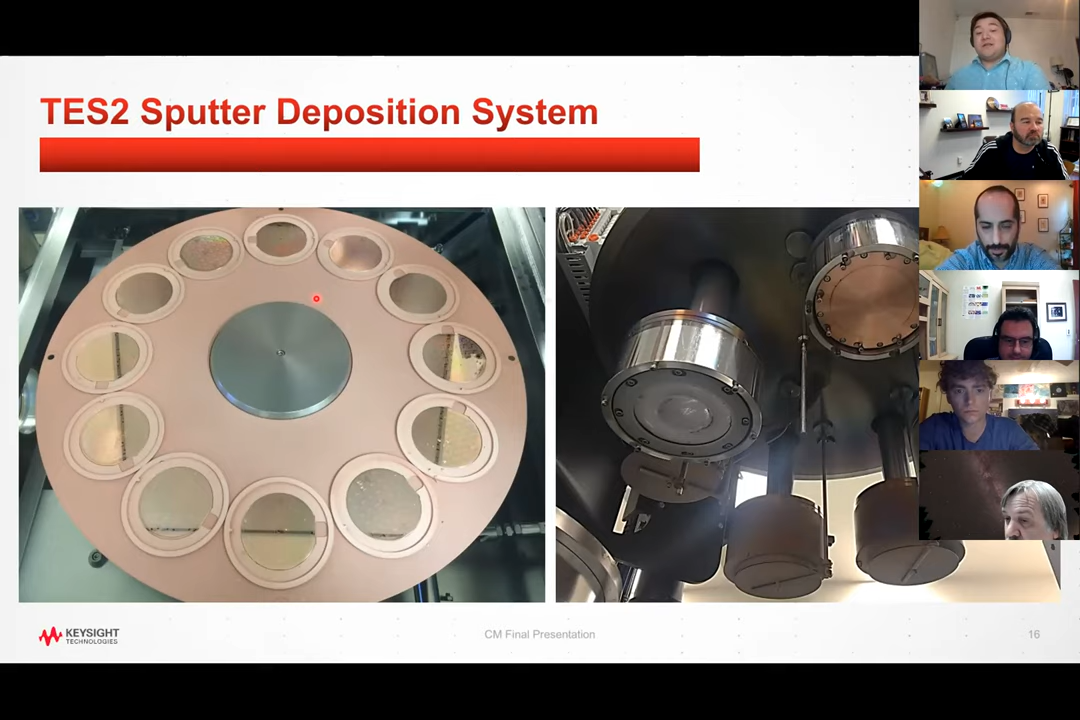 TES2 Sputter Deposition System
KEYSIGHT
TECHNOLOGIES
CM Final Presentation
16